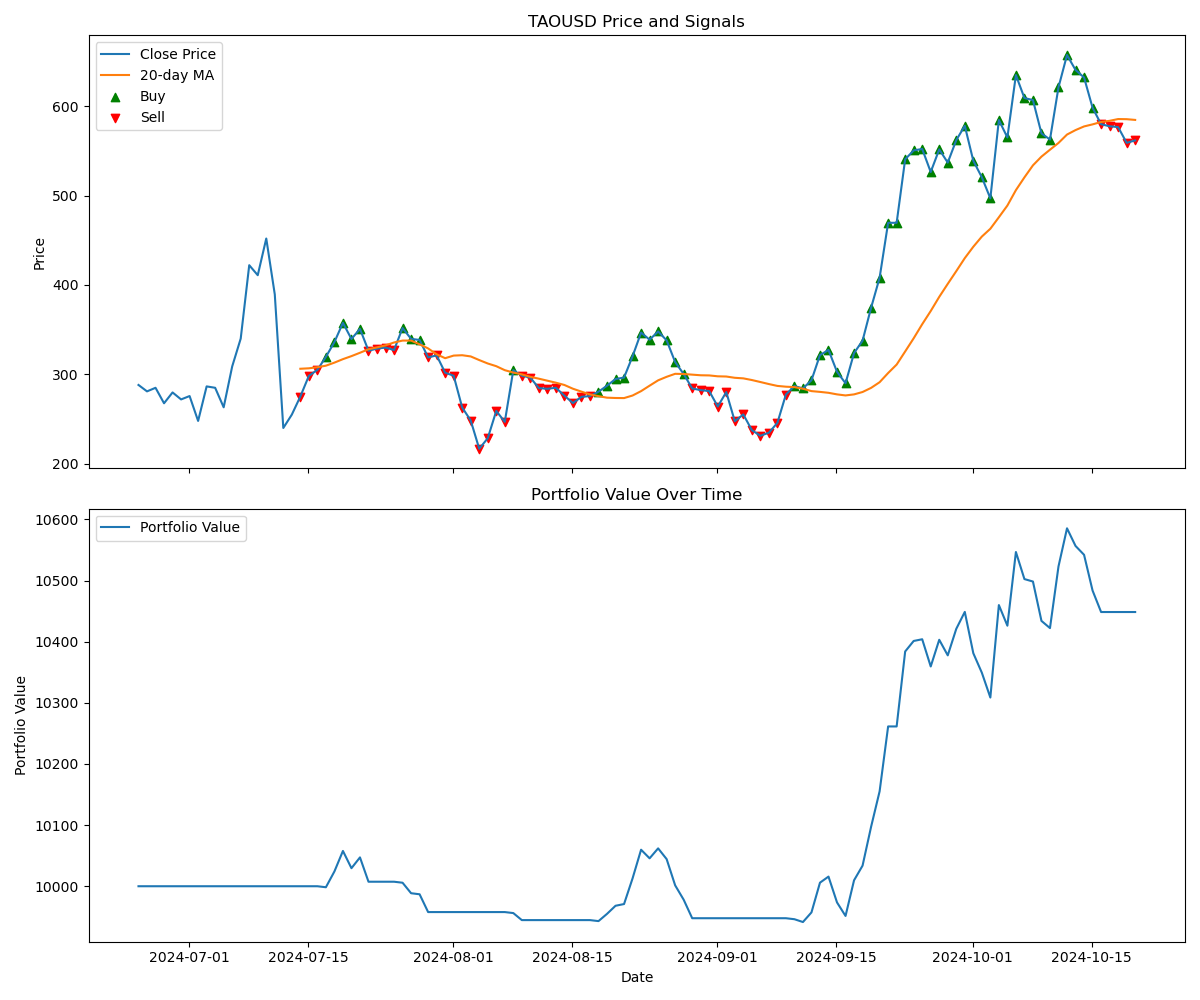 TAOUSD Price and Signals
Close Price
20-day MA
Buy
Sell
Price
600
500
400
300
200
Portfolio Value Over Time
Portfolio Value
Portfolio Value
10600
10500
10400
10300
10200
10100
10000
2024-07-01
2024-07-15
2024-08-01
2024-08-15
2024-09-01
2024-09-15
2024-10-01
2024-10-15
Date